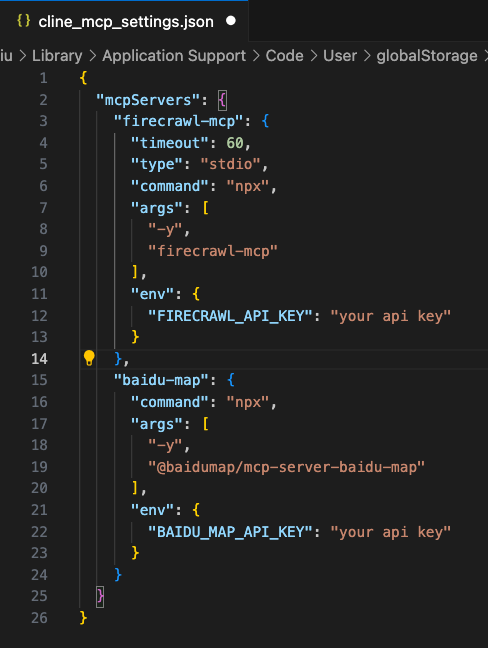 {} cline_mcp_settings.json ●
iu > Library > Application Support > Code > User > globalStorage >
1 {
2   "mcpServers": {
3     "firecrawl-mcp": {
4       "timeout": 60,
5       "type": "stdio",
6       "command": "npx",
7       "args": [
8         "-y",
9         "firecrawl-mcp"
10       ],
11       "env": {
12         "FIRECRAWL_API_KEY": "your api key"
13       }
14     },
15     "baidu-map": {
16       "command": "npx",
17       "args": [
18         "-y",
19         "@baidumap/mcp-server-baidu-map"
20       ],
21       "env": {
22         "BAIDU_MAP_API_KEY": "your api key"
23       }
24     }
25   }
26 }